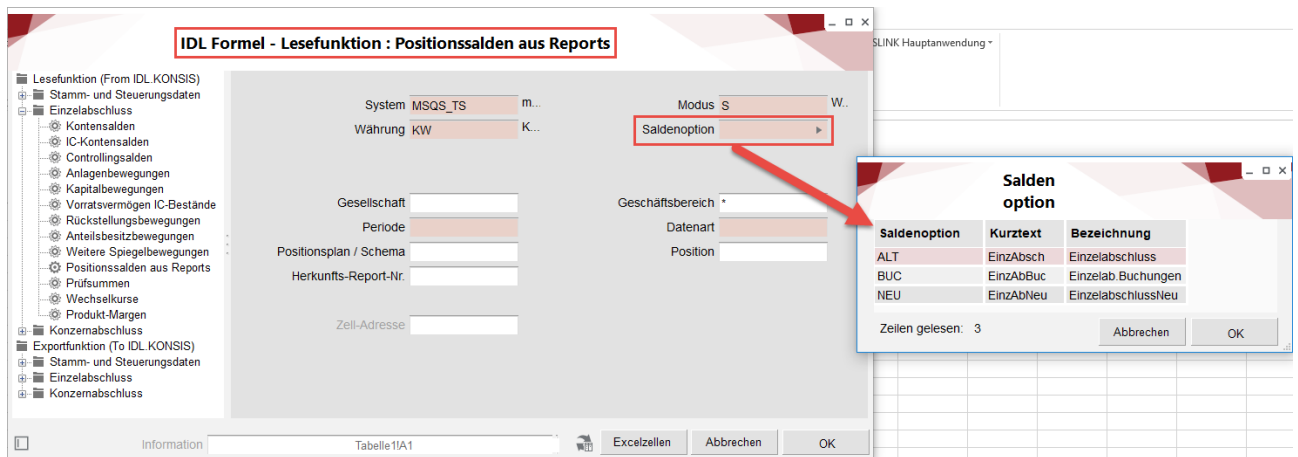 IDL Formel - Lesefunktion : Positionssalden aus Reports
SLINK Hauptanwendung
Lesefunktion (From IDL.KONSIS)
Stamm- und Steuerungsdaten
Einzelabschluss
Kontensalden
IC-Kontensalden
Controllingsalden
Anlagenbewegungen
Kapitalbewegungen
Vorratsvermögen IC-Bestände
Rückstellungsbewegungen
Anteilsbesitzbewegungen
Weitere Spiegelbewegungen
Positionssalden aus Reports
Prüfsummen
Wechselkurse
Produkt-Margen
Konzernabschluss
Exportfunktion (To IDL.KONSIS)
Stamm- und Steuerungsdaten
Einzelabschluss
Konzernabschluss
System MSQS_TS m... Modus S W..
Währung KW K... Saldenoption
Gesellschaft Geschäftsbereich *
Periode Datenart
Positionsplan / Schema Position
Herkunfts-Report-Nr.
Zell-Adresse
Information Tabelle1!A1 Excelzellen Abbrechen OK
Salden
option
Saldenoption Kurztext Bezeichnung
ALT EinzAbsch Einzelabschluss
BUC EinzAbBuc Einzelab.Buchungen
NEU EinzAbNeu EinzelabschlussNeu
Zeilen gelesen: 3 Abbrechen OK